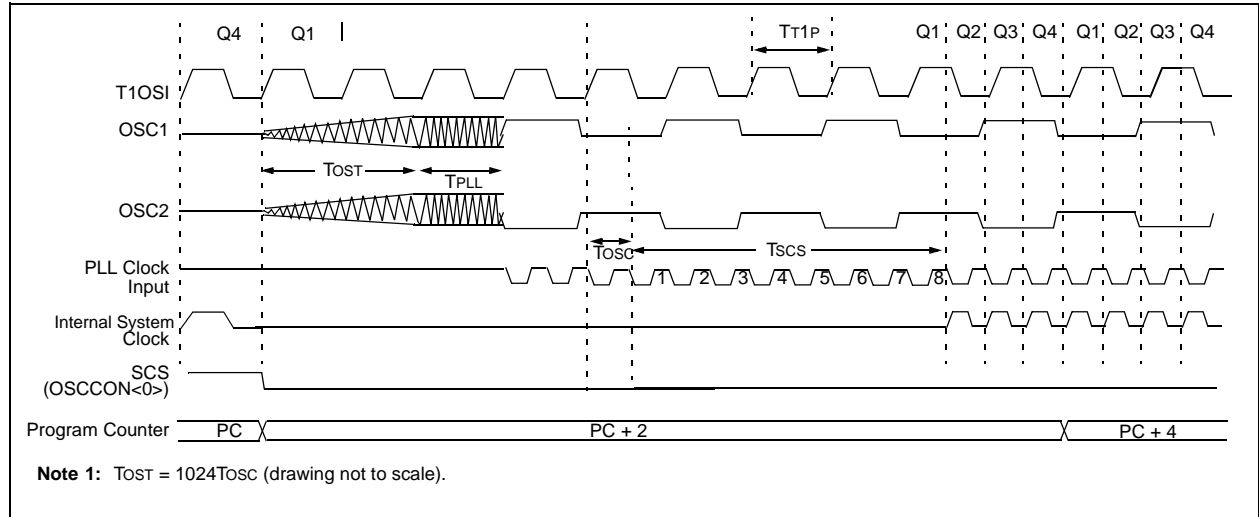 Q4 Q1 TT1P Q1 Q2 Q3 Q4 Q1 Q2 Q3 Q4
T1OSI
OSC1
TOST TPLL
OSC2
TOSC TSCS
PLL Clock
Input
1 2 3 4 5 6 7 8
Internal System
Clock
SCS
(OSCCON<0>)
Program Counter PC PC + 2 PC + 4
Note 1: TOST = 1024TOSC (drawing not to scale).